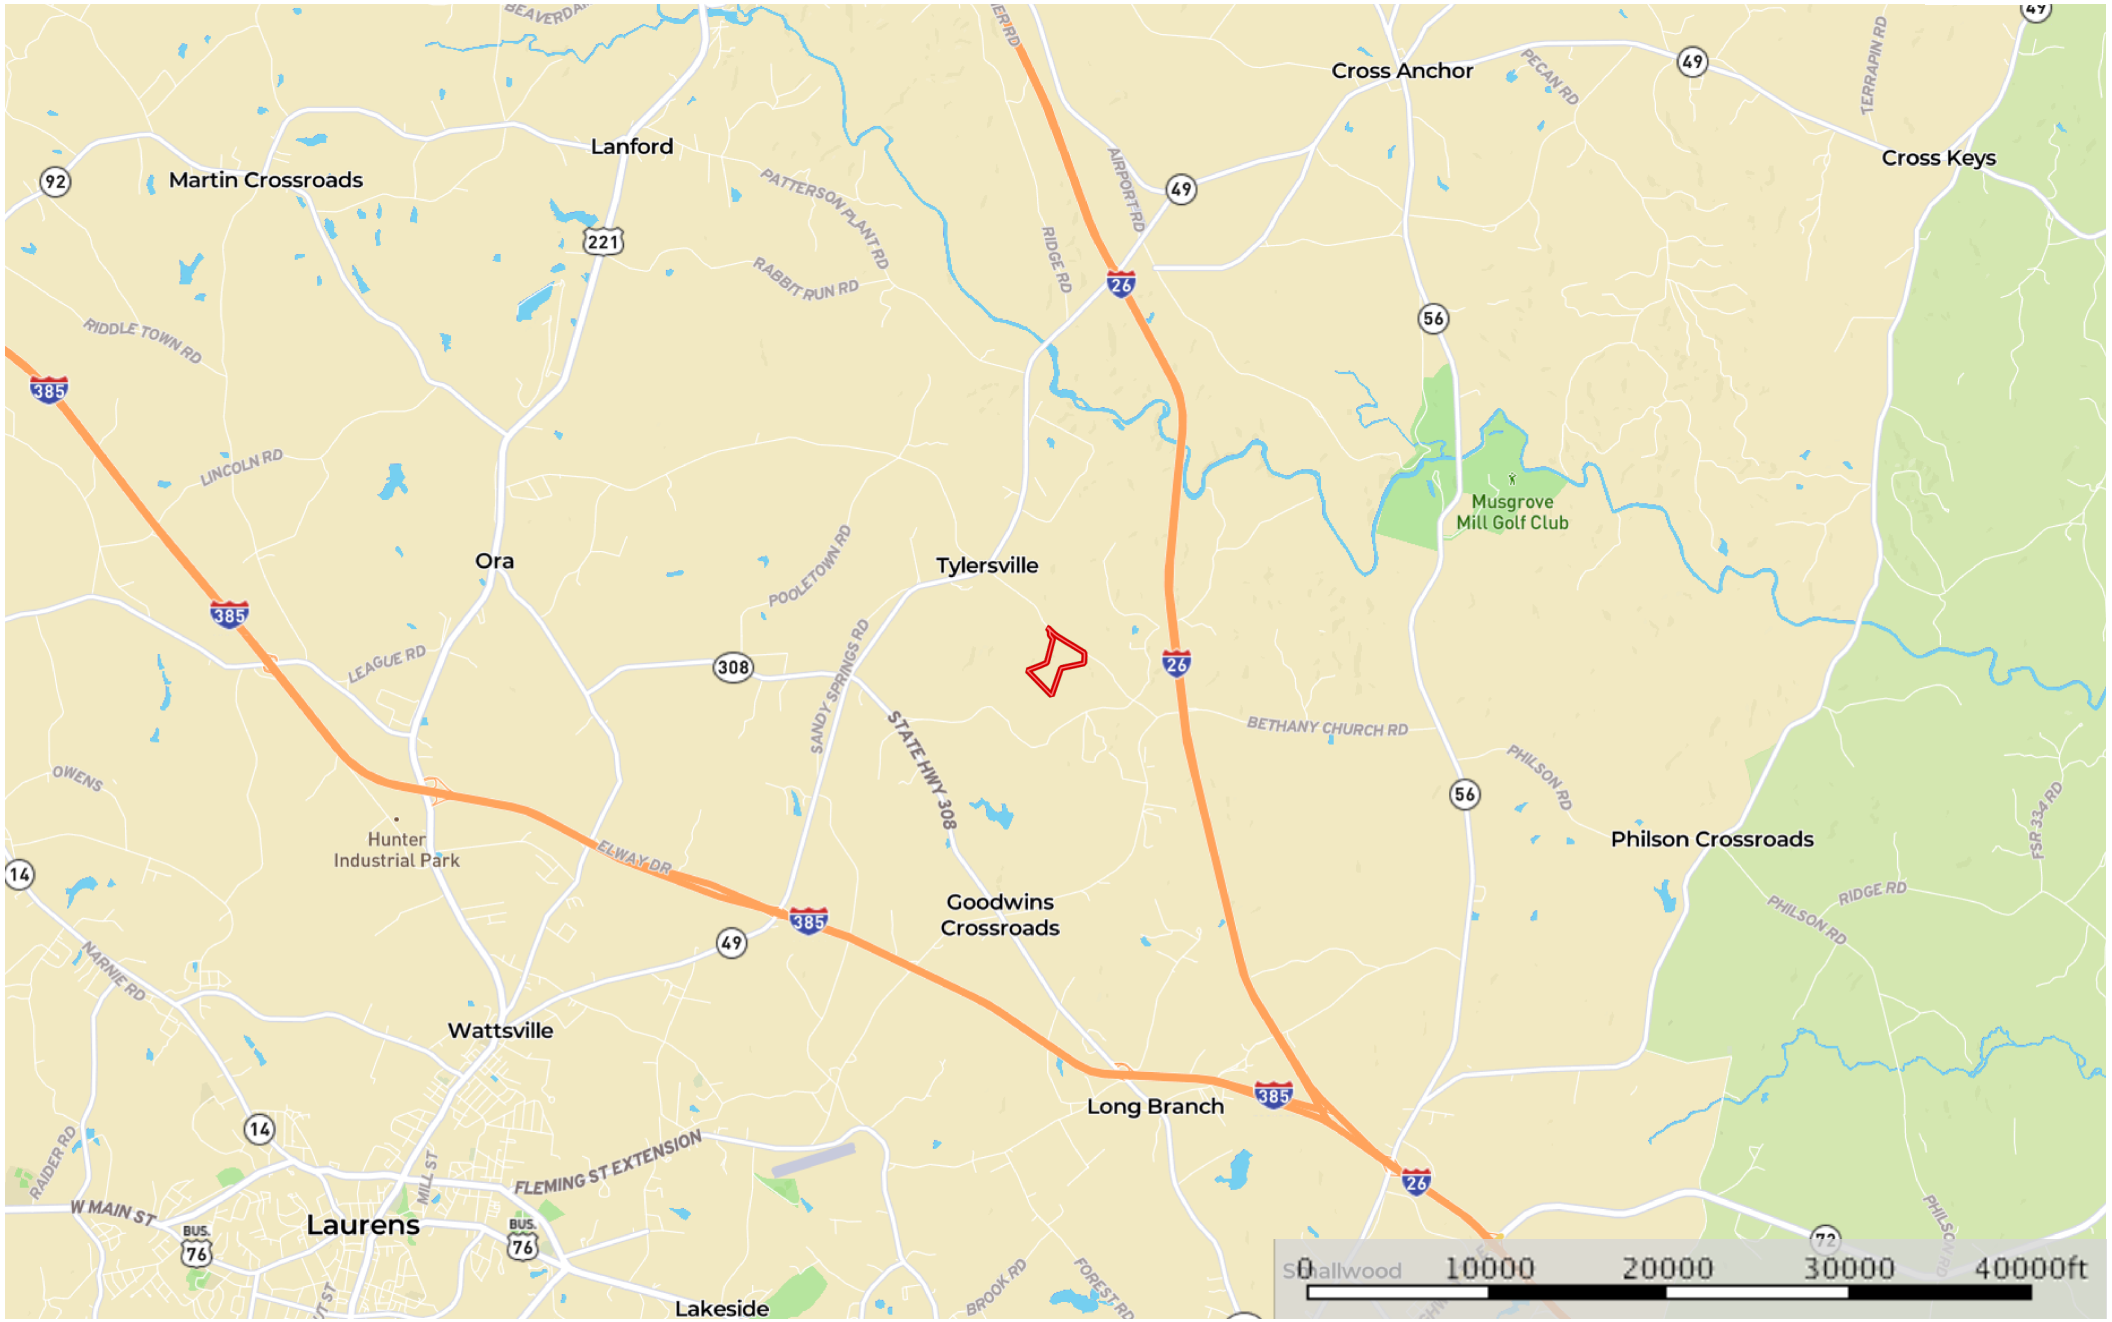 BEAVERDA
49
Cross Anchor
PECAN RD
49
TERRAPIN RD
Lanford
AIRPORT RD
Cross Keys
92
Martin Crossroads
PATTERSON PLANT RD
49
221
RIDGE RD
RABBIT RUN RD
26
RIDDLE TOWN RD
56
385
LINCOLN RD
Musgrove
Mill Golf Club
Ora
POOLETOWN RD
Tylersville
385
LEAGUE RD
308
SANDY SPRINGS RD
26
STATE HWY 308
BETHANY CHURCH RD
OWENS
PHILSON RD
56
Hunter
Industrial Park
ELWAY DR
Philson Crossroads
FSR 334 RD
14
RIDGE RD
Goodwins
Crossroads
385
PHILSON RD
49
NARNIE RD
Wattsville
385
Long Branch
14
RAIDER RD
MILL ST
FLEMING ST EXTENSION
26
W MAIN ST
Laurens
BUS.
76
BUS.
76
PHILSON RD
72
BROOK RD
FOREST RD
Smallwood
0 10000 20000 30000 40000ft
Lakeside